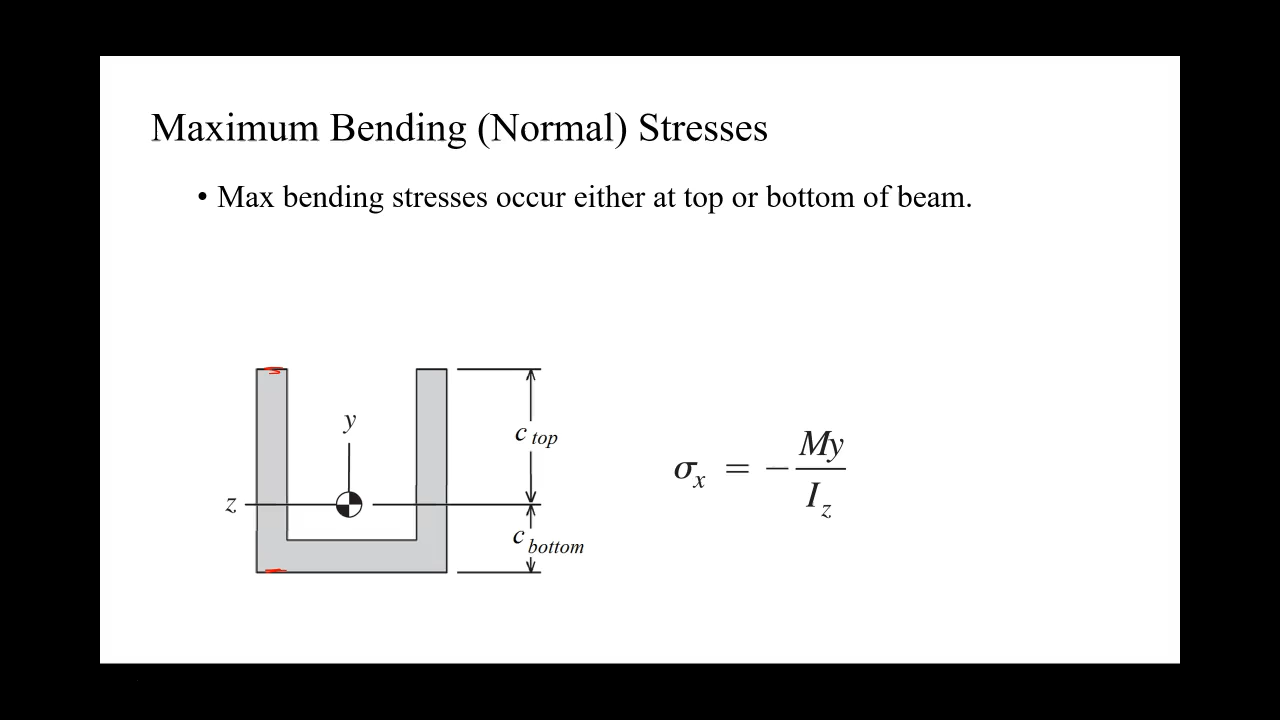 Maximum Bending (Normal) Stresses
• Max bending stresses occur either at top or bottom of beam.
y
c top
z
c bottom
σx = − My / Iz